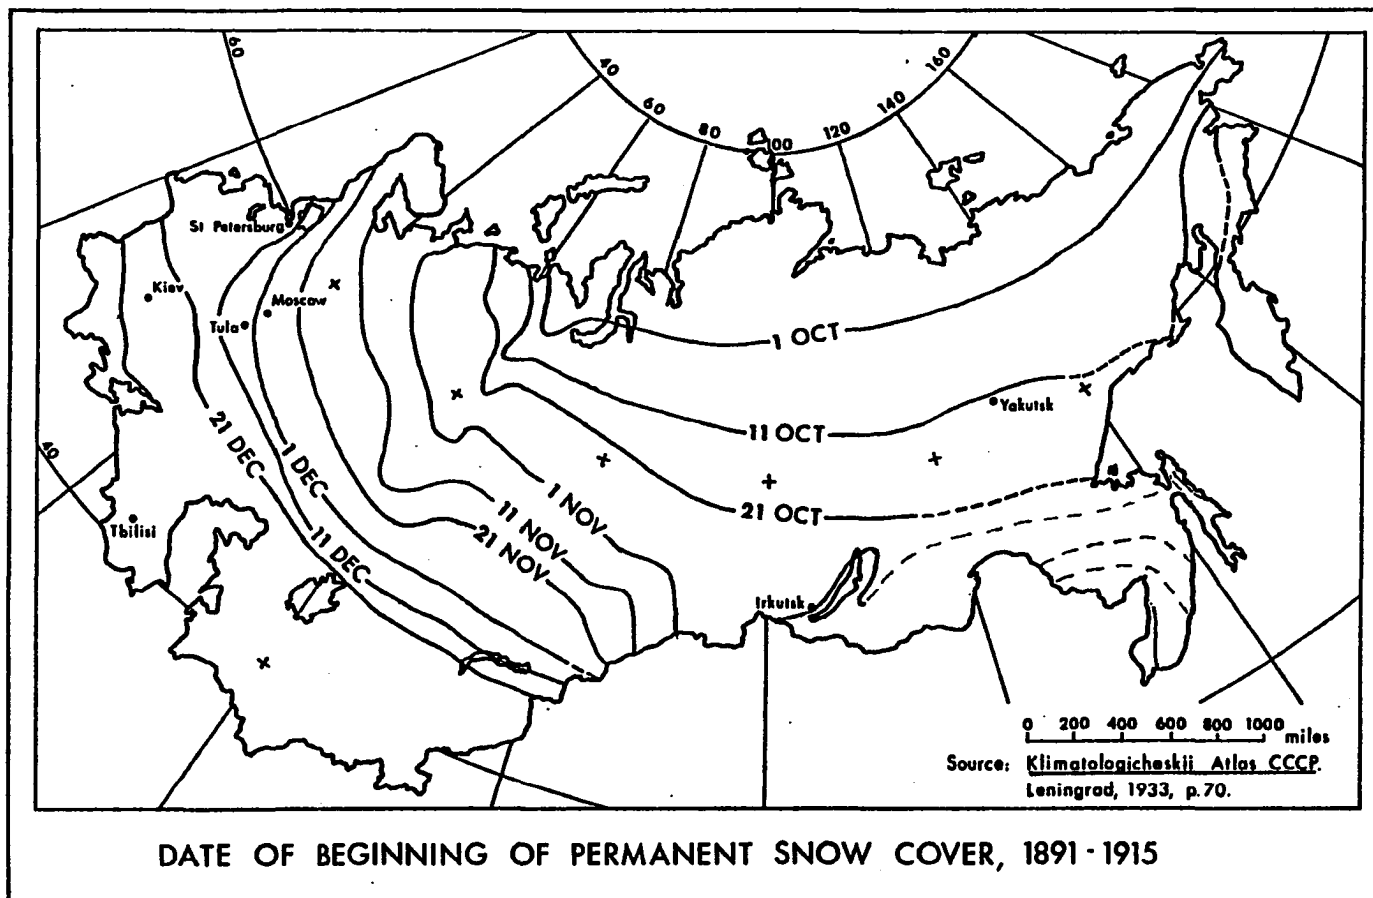 60
40
60
80
100
120
140
160
St Petersburg
Kiev
Moscow
Tula
1 OCT
Yakutsk
11 OCT
21 DEC
1 DEC
40
1 NOV
11 NOV
21 NOV
21 OCT
Tbilisi
11 DEC
Irkutsk
0 200 400 600 800 1000
miles
Source: Klimatologicheskii Atlas CCCP.
Leningrad, 1933, p.70.
DATE OF BEGINNING OF PERMANENT SNOW COVER, 1891 - 1915